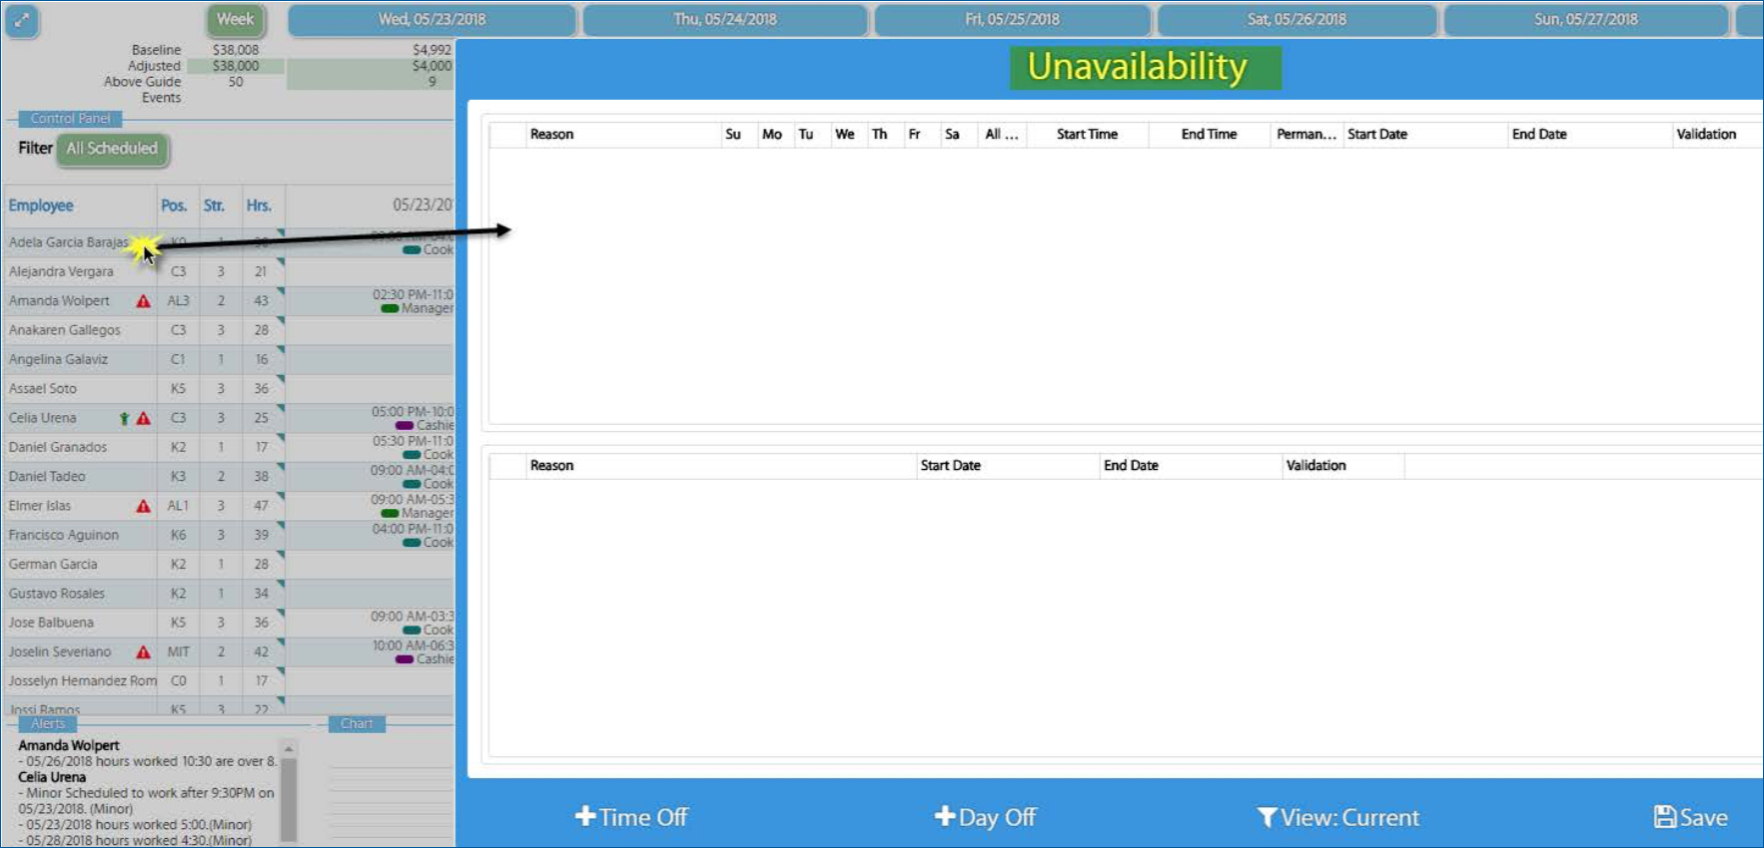 Week
Wed, 05/23/2018
Thu, 05/24/2018
Fri, 05/25/2018
Sat, 05/26/2018
Sun, 05/27/2018
Baseline $38,008 $4,992
Adjusted $38,000 $4,000
Above Guide 50 9
Events
Control Panel
Filter All Scheduled
Employee Pos. Str. Hrs. 05/23/20
Adela Garcia Barajas
Cook
Alejandra Vergara C3 3 21
Amanda Wolpert AL3 2 43 02:30 PM-11:0
Manager
Anakaren Gallegos C3 3 28
Angelina Galaviz C1 1 16
Assael Soto K5 3 36
Celia Urena C3 3 25 05:00 PM-10:0
Cashie
Daniel Granados K2 1 17 05:30 PM-11:0
Cook
Daniel Tadeo K3 2 38 09:00 AM-04:0
Cook
Elmer Islas AL1 3 47 09:00 AM-05:3
Manager
Francisco Aguinon K6 3 39 04:00 PM-11:0
Cook
German Garcia K2 1 28
Gustavo Rosales K2 1 34
Jose Balbuena K5 3 36 09:00 AM-03:3
Cook
Joselin Severiano MIT 2 42 10:00 AM-06:3
Cashie
Josselyn Hernandez Rom C0 1 17
Jossi Ramos K5 3 22
Alerts
Chart
Amanda Wolpert
- 05/26/2018 hours worked 10:30 are over 8.
Celia Urena
- Minor Scheduled to work after 9:30PM on
05/23/2018. (Minor)
- 05/23/2018 hours worked 5:00.(Minor)
- 05/28/2018 hours worked 4:30.(Minor)
Unavailability
Reason Su Mo Tu We Th Fr Sa All ... Start Time End Time Perman... Start Date End Date Validation
Reason Start Date End Date Validation
Time Off
Day Off
View: Current
Save